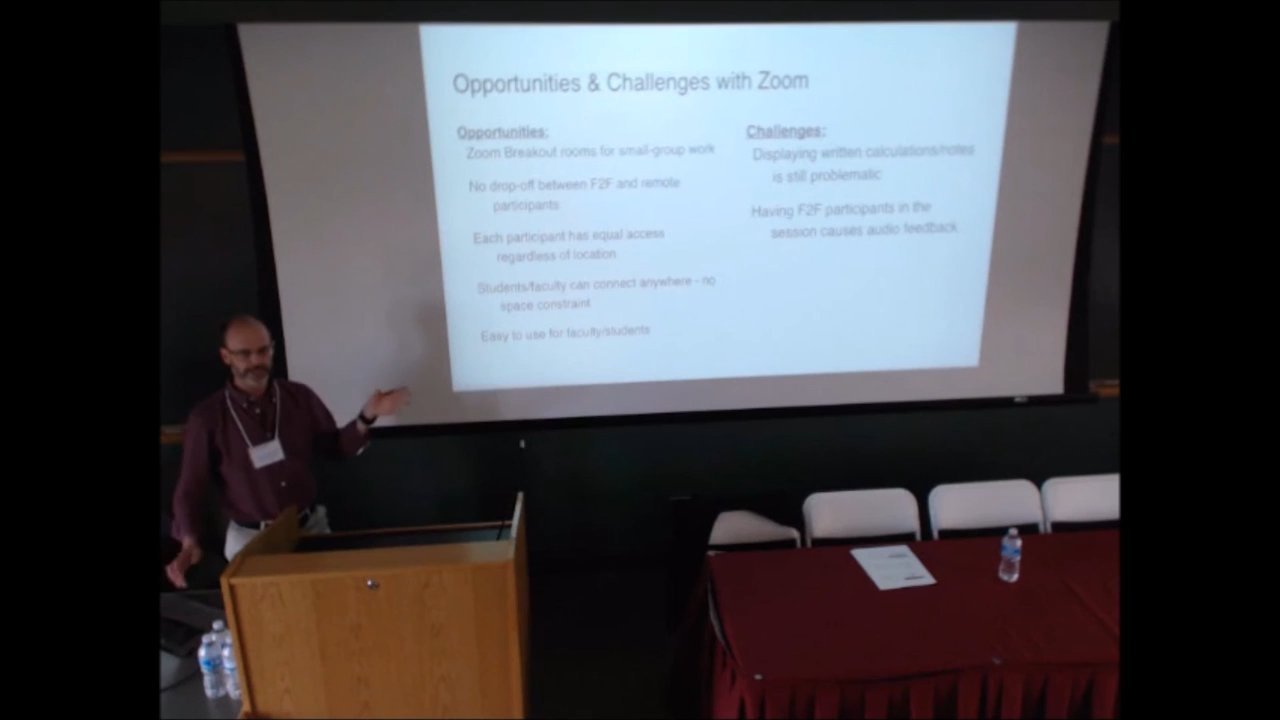 Opportunities & Challenges with Zoom
Opportunities:
Zoom Breakout rooms for small-group work
No drop-off between F2F and remote
participants
Each participant has equal access
regardless of location
Students/faculty can connect anywhere - no
space constraint
Easy to use for faculty/students
Challenges:
Displaying written calculations/notes
is still problematic
Having F2F participants in the
session causes audio feedback